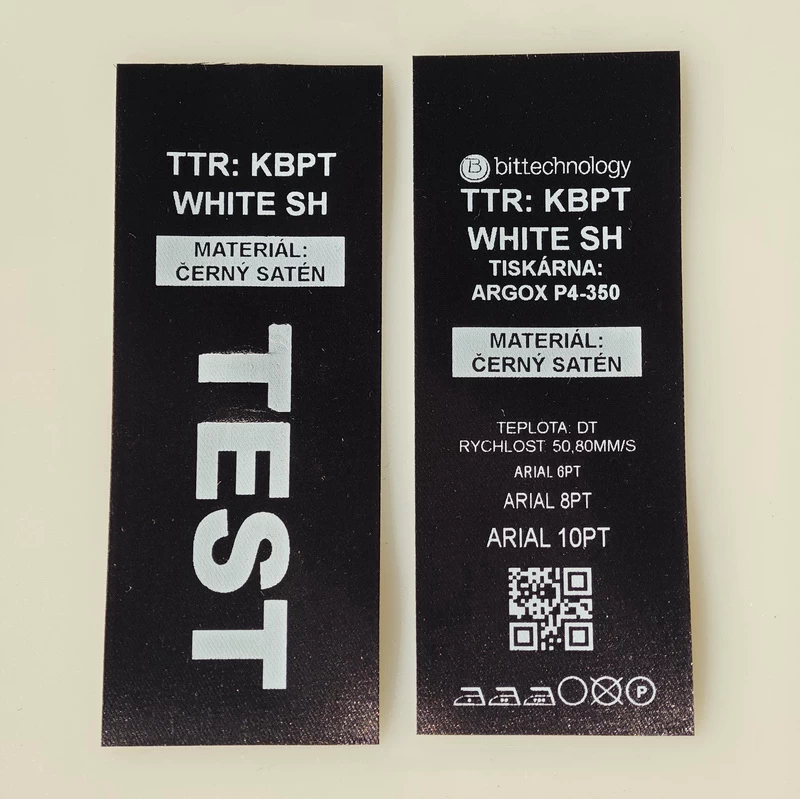 TTR: KBPT
WHITE SH
MATERIÁL:
ČERNÝ SATÉN
TEST
B bittechnology
TTR: KBPT
WHITE SH
TISKÁRNA:
ARGOX P4-350
MATERIÁL:
ČERNÝ SATÉN
TEPLOTA: DT
RYCHLOST 50,80MM/S
ARIAL 6PT
ARIAL 8PT
ARIAL 10PT
P